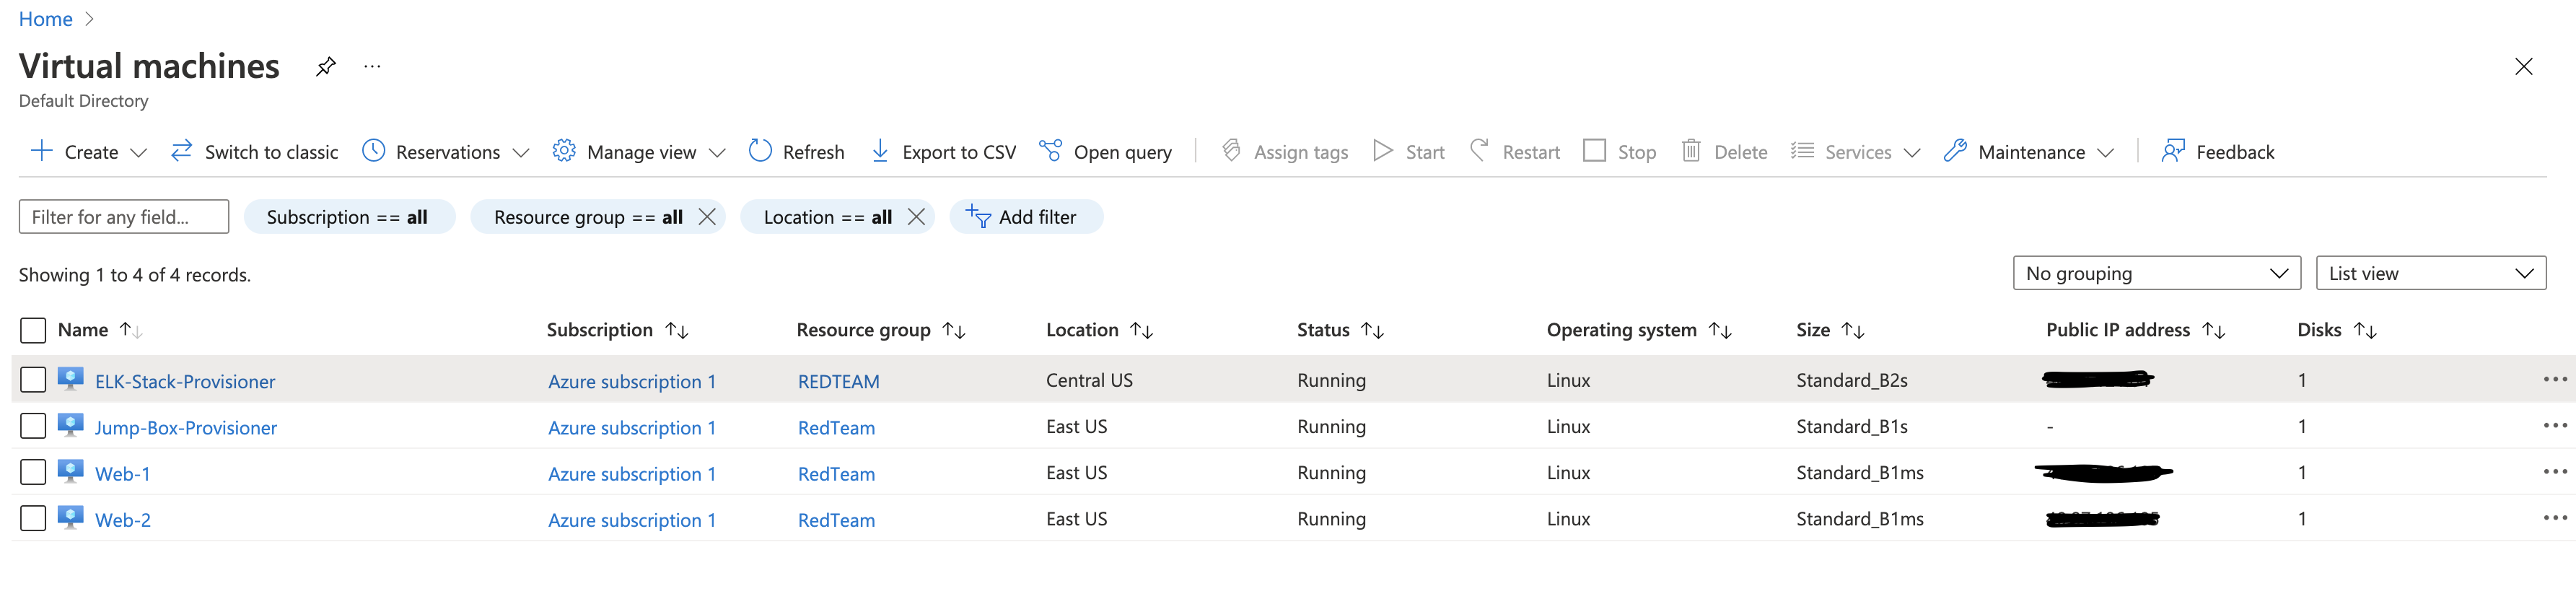 Home
Virtual machines
Default Directory
Create Switch to classic Reservations Manage view Refresh Export to CSV Open query Assign tags Start Restart Stop Delete Services Maintenance Feedback
Filter for any field... Subscription == all Resource group == all Location == all Add filter
Showing 1 to 4 of 4 records. No grouping List view
Name Subscription Resource group Location Status Operating system Size Public IP address Disks
ELK-Stack-Provisioner Azure subscription 1 REDTEAM Central US Running Linux Standard_B2s 1
Jump-Box-Provisioner Azure subscription 1 RedTeam East US Running Linux Standard_B1s - 1
Web-1 Azure subscription 1 RedTeam East US Running Linux Standard_B1ms 1
Web-2 Azure subscription 1 RedTeam East US Running Linux Standard_B1ms 1